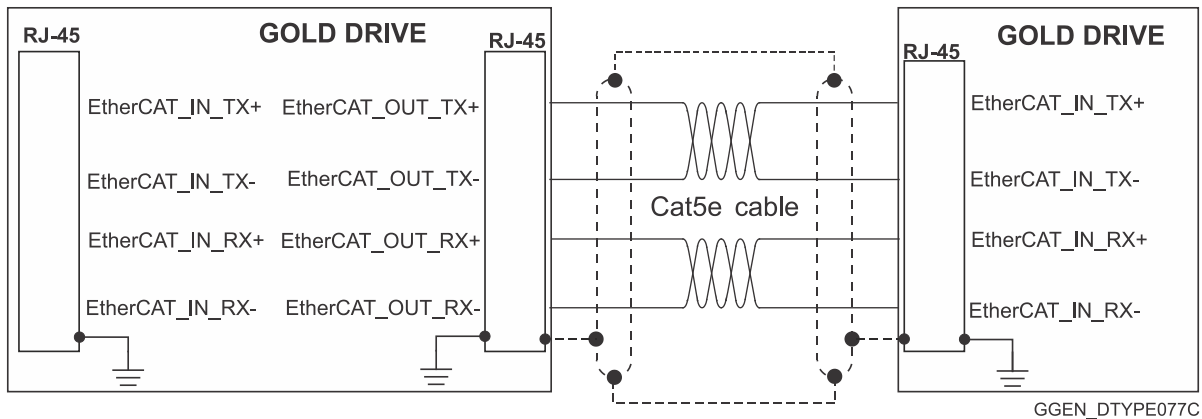 RJ-45
GOLD DRIVE
RJ-45
EtherCAT_IN_TX+
EtherCAT_OUT_TX+
EtherCAT_IN_TX-
EtherCAT_OUT_TX-
EtherCAT_IN_RX+
EtherCAT_OUT_RX+
EtherCAT_IN_RX-
EtherCAT_OUT_RX-
Cat5e cable
GOLD DRIVE
RJ-45
EtherCAT_IN_TX+
EtherCAT_IN_TX-
EtherCAT_IN_RX+
EtherCAT_IN_RX-
GGEN_DTYPE077C